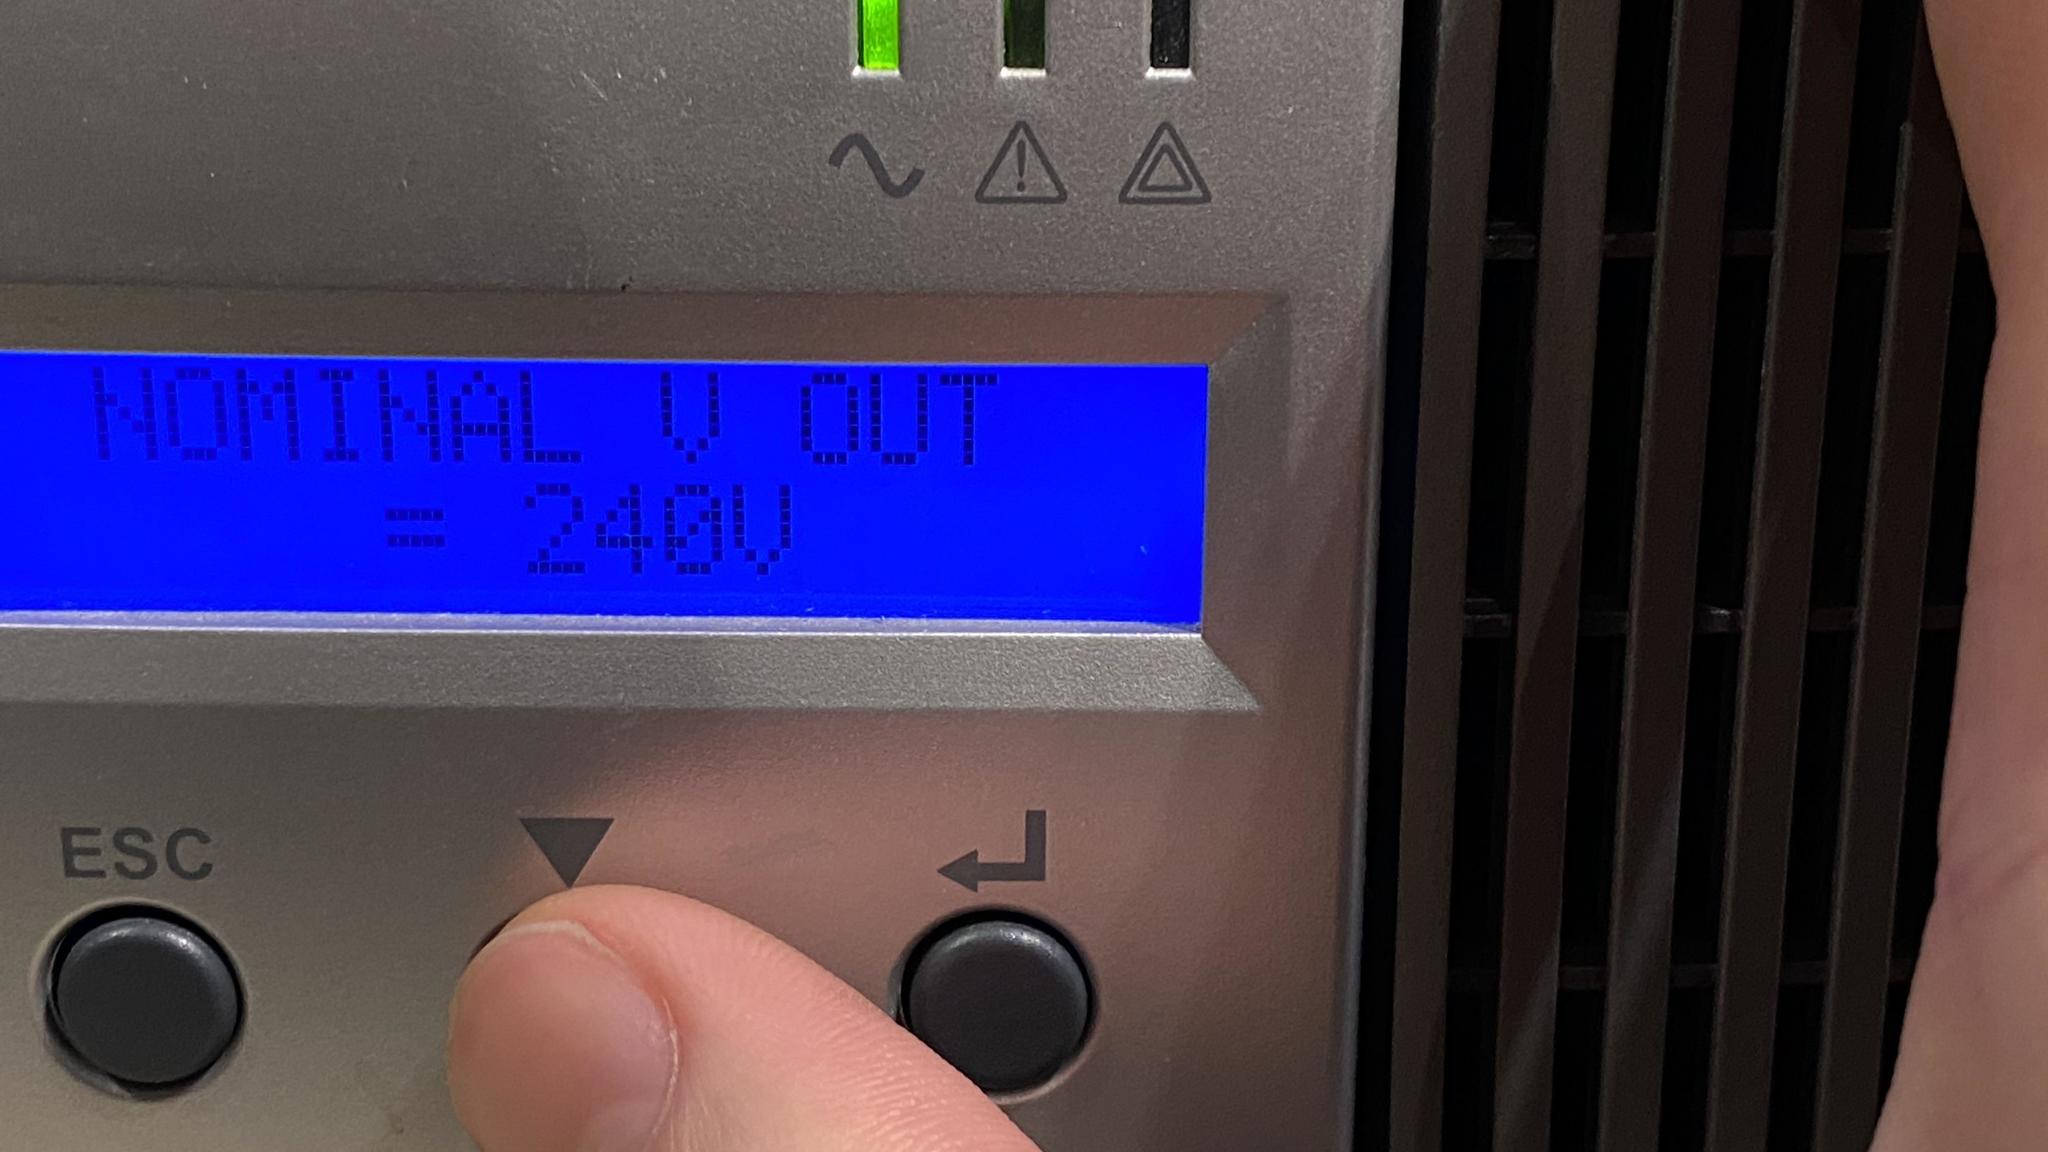 NOMINAL V OUT
= 240V
ESC